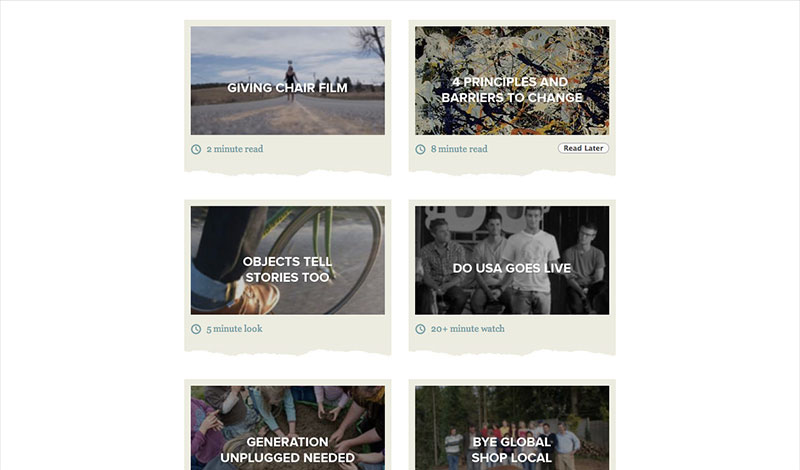 GIVING CHAIR FILM
2 minute read
4 PRINCIPLES AND
BARRIERS TO CHANGE
8 minute read
Read Later
OBJECTS TELL
STORIES TOO
5 minute look
DO USA GOES LIVE
20+ minute watch
GENERATION
UNPLUGGED NEEDED
BYE GLOBAL
SHOP LOCAL